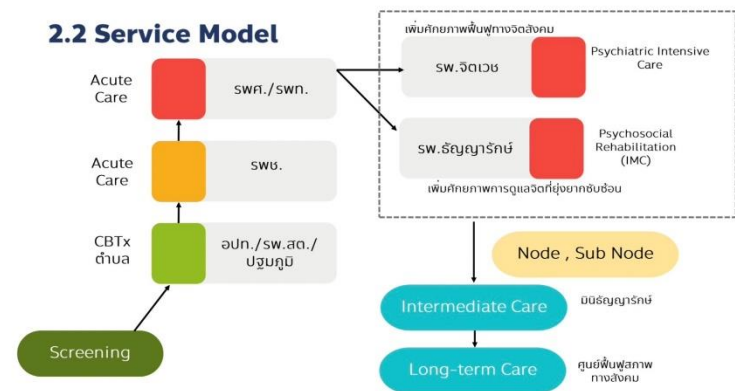 2.2 Service Model
Acute
Care
รพศ./รพท.
Acute
Care
รพช.
CBTx
ตำบล
อปท./รพ.สต./
ปฐมภูมิ
Screening
เพิ่มศักยภาพฟื้นฟูทางจิตสังคม
รพ.จิตเวช
Psychiatric Intensive
Care
รพ.ธัญญารักษ์
Psychosocial
Rehabilitation
(IMC)
เพิ่มศักยภาพการดูแลจิตที่ยุ่งยากซับซ้อน
Node , Sub Node
Intermediate Care
มินิธัญญารักษ์
Long-term Care
ศูนย์ฟื้นฟูสภาพ
ทางสังคม